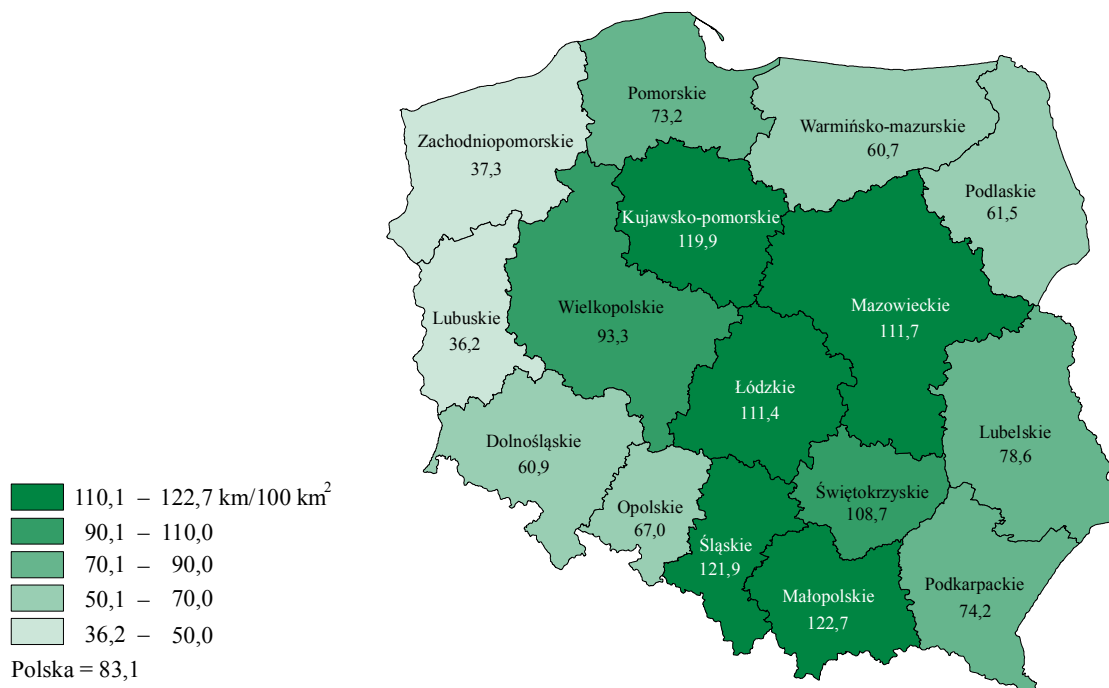 Pomorskie
73,2
Warmińsko-mazurskie
60,7
Zachodniopomorskie
37,3
Podlaskie
61,5
Kujawsko-pomorskie
119,9
Mazowieckie
111,7
Wielkopolskie
93,3
Lubuskie
36,2
Łódzkie
111,4
Lubelskie
78,6
Dolnośląskie
60,9
Świętokrzyskie
108,7
Opolskie
67,0
Śląskie
121,9
Podkarpackie
74,2
Małopolskie
122,7
110,1 – 122,7 km/100 km²
90,1 – 110,0
70,1 – 90,0
50,1 – 70,0
36,2 – 50,0
Polska = 83,1